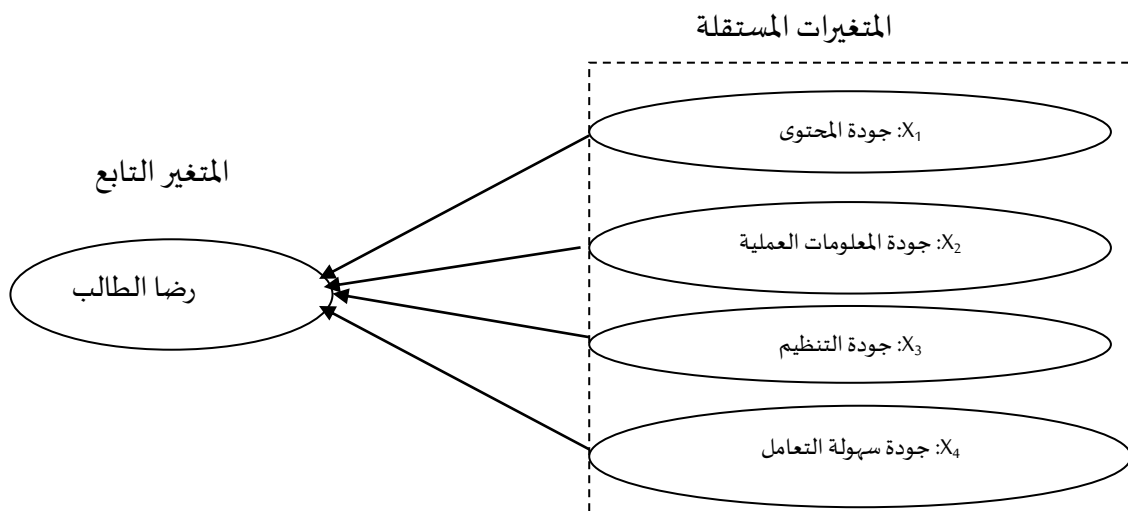 المتغيرات المستقلة
X1: جودة المحتوى
المتغير التابع
X2: جودة المعلومات العملية
رضا الطالب
X3: جودة التنظيم
X4: جودة سهولة التعامل